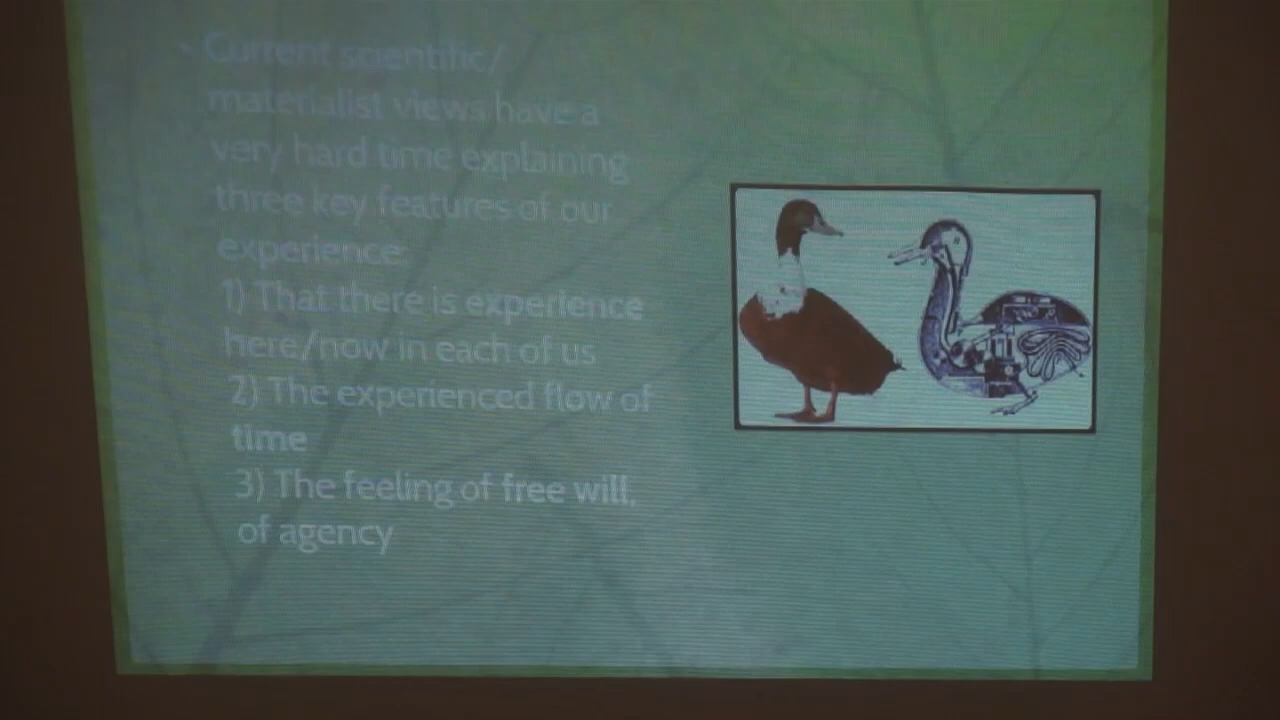 - Current scientific/
materialist views have a
very hard time explaining
three key features of our
experience:
1) That there is experience
here/now in each of us
2) The experienced flow of
time
3) The feeling of free will,
of agency